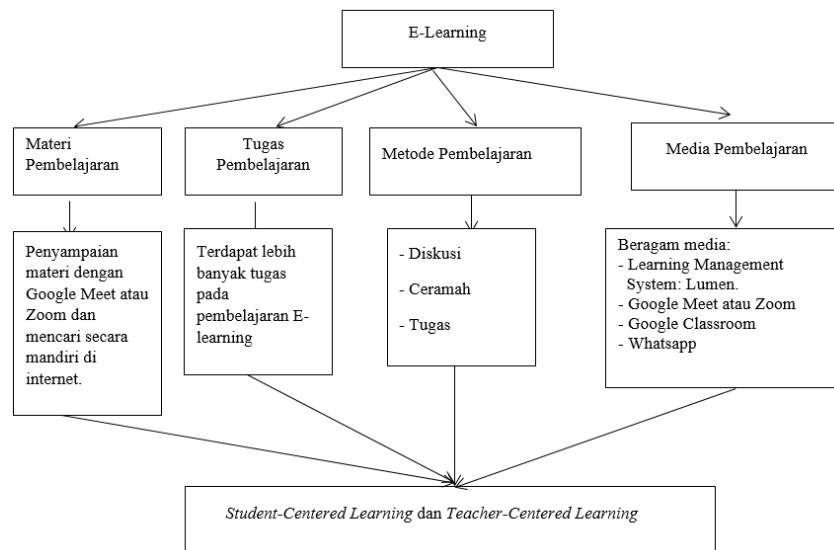 E-Learning
Materi
Pembelajaran
Tugas
Pembelajaran
Metode Pembelajaran
Media Pembelajaran
Penyampaian
materi dengan
Google Meet atau
Zoom dan
mencari secara
mandiri di
internet.
Terdapat lebih
banyak tugas
pada
pembelajaran E-
learning
- Diskusi
- Ceramah
- Tugas
Beragam media:
- Learning Management
System: Lumen.
- Google Meet atau Zoom
- Google Classroom
- Whatsapp
Student-Centered Learning dan Teacher-Centered Learning